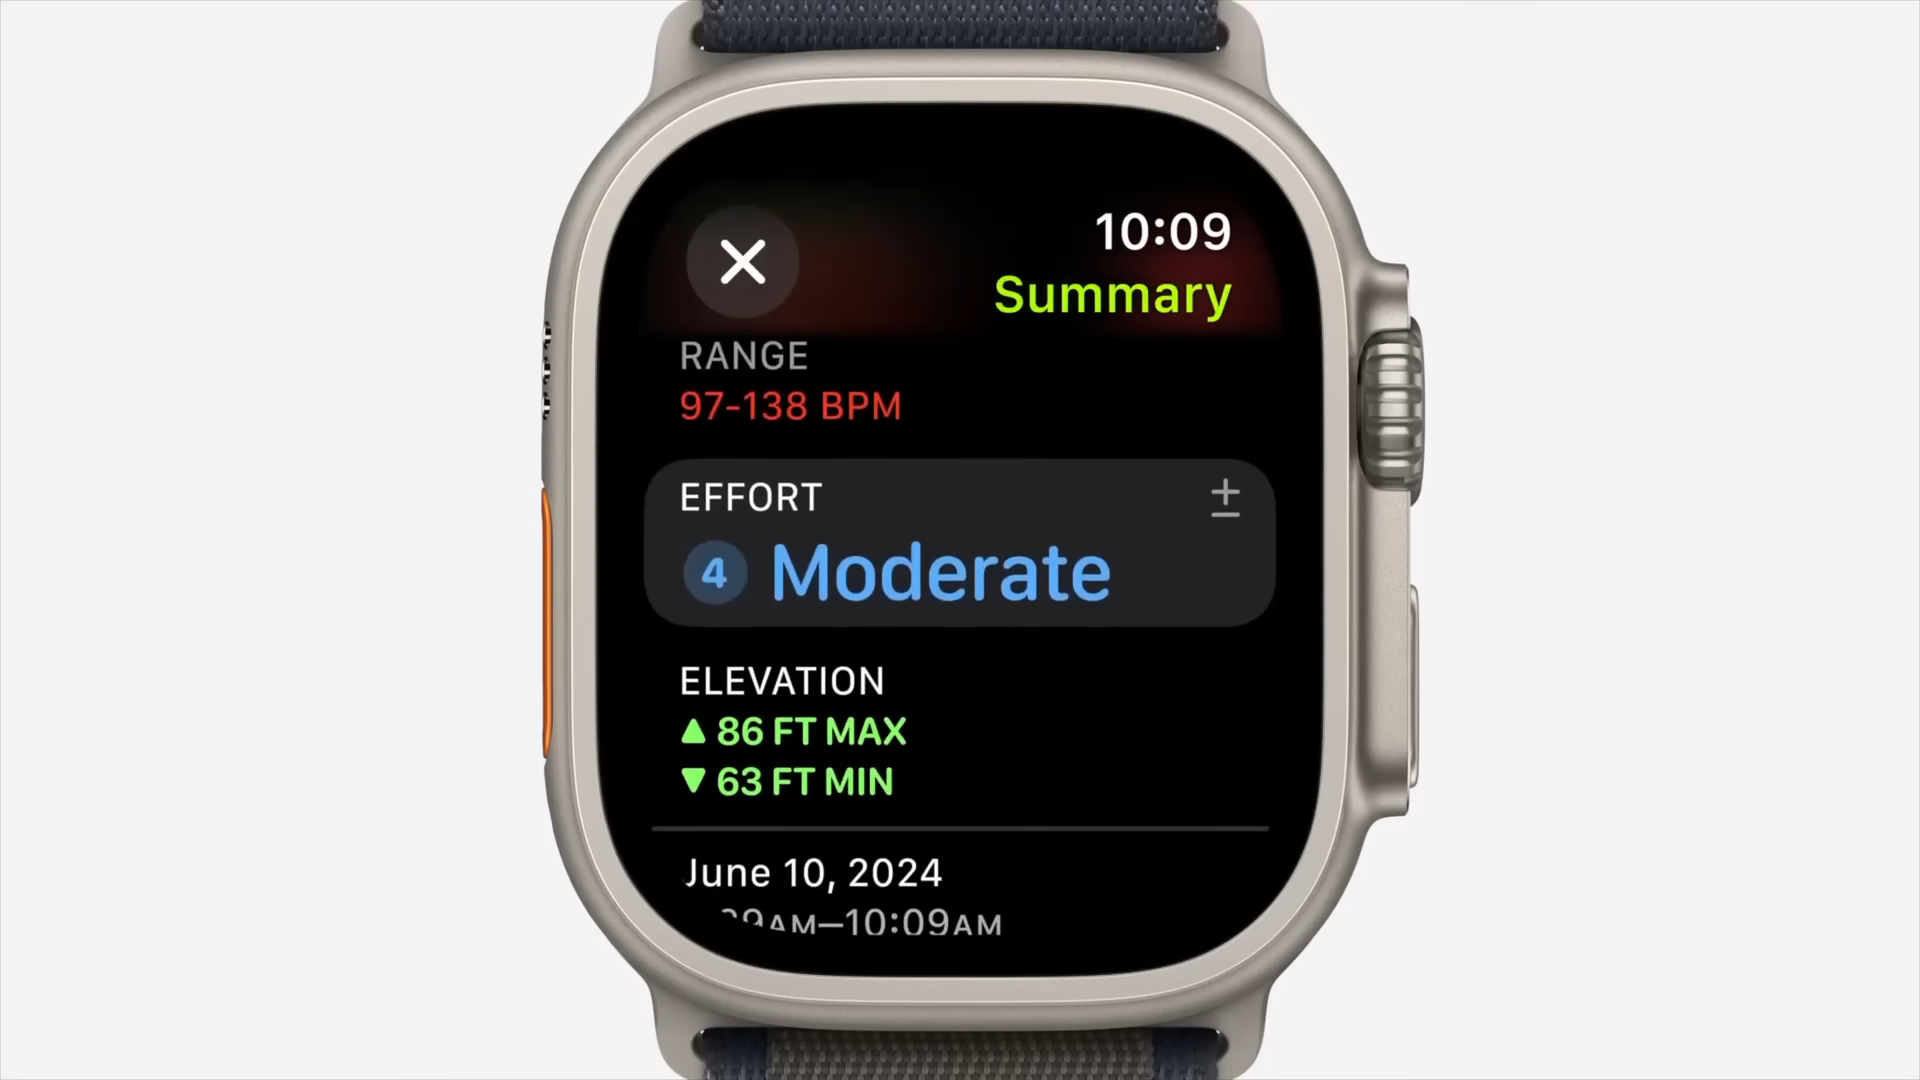 10:09
Summary
RANGE
97-138 BPM
EFFORT
4 Moderate
ELEVATION
▲ 86 FT MAX
▼ 63 FT MIN
June 10, 2024
AM–10:09AM